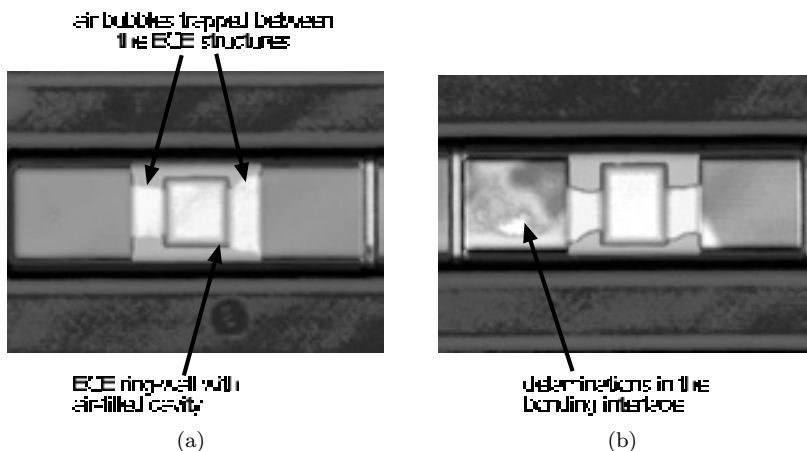 air bubbles trapped between
the BCB structures
BCB ring-wall with
air-filled cavity
delaminations in the
bonding interface
(a)
(b)